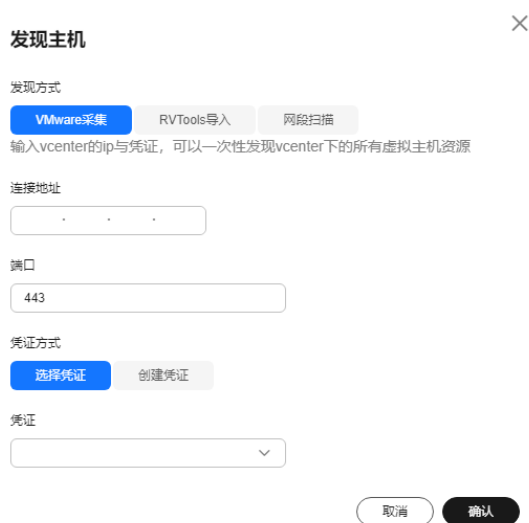 发现主机
发现方式
VMware采集 RVTools导入 网段扫描
输入vcenter的ip与凭证，可以一次性发现vcenter下的所有虚拟主机资源
连接地址
. . .
端口
443
凭证方式
选择凭证 创建凭证
凭证
取消 确认